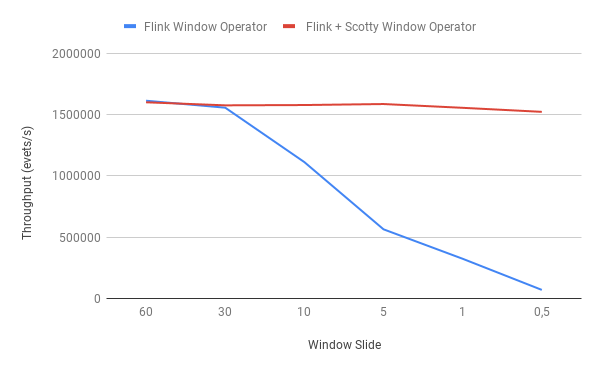 Flink Window Operator
Flink + Scotty Window Operator
Throughput (evets/s)
2000000
1500000
1000000
500000
0
60 30 10 5 1 0,5
Window Slide